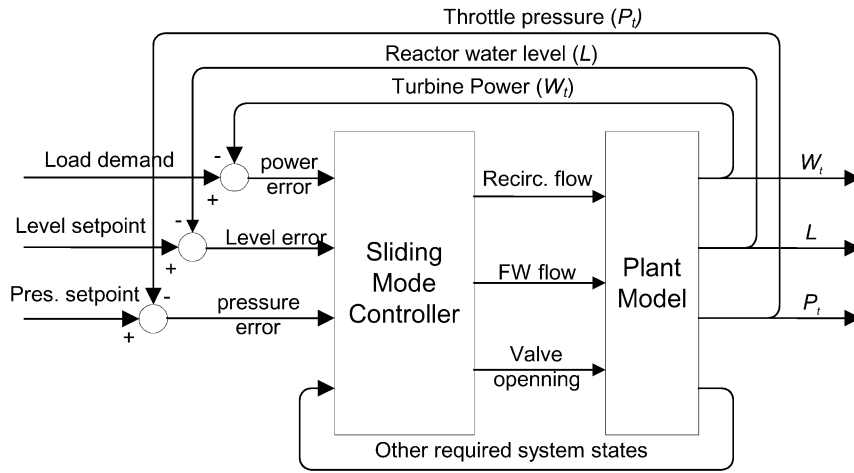 Throttle pressure (Pt)
Reactor water level (L)
Turbine Power (Wt)
Load demand
-
+
power
error
Recirc. flow
Wt
Level setpoint
-
+
Level error
Sliding
Mode
Controller
FW flow
Plant
Model
L
Pres. setpoint
-
+
pressure
error
Valve
openning
Pt
Other required system states